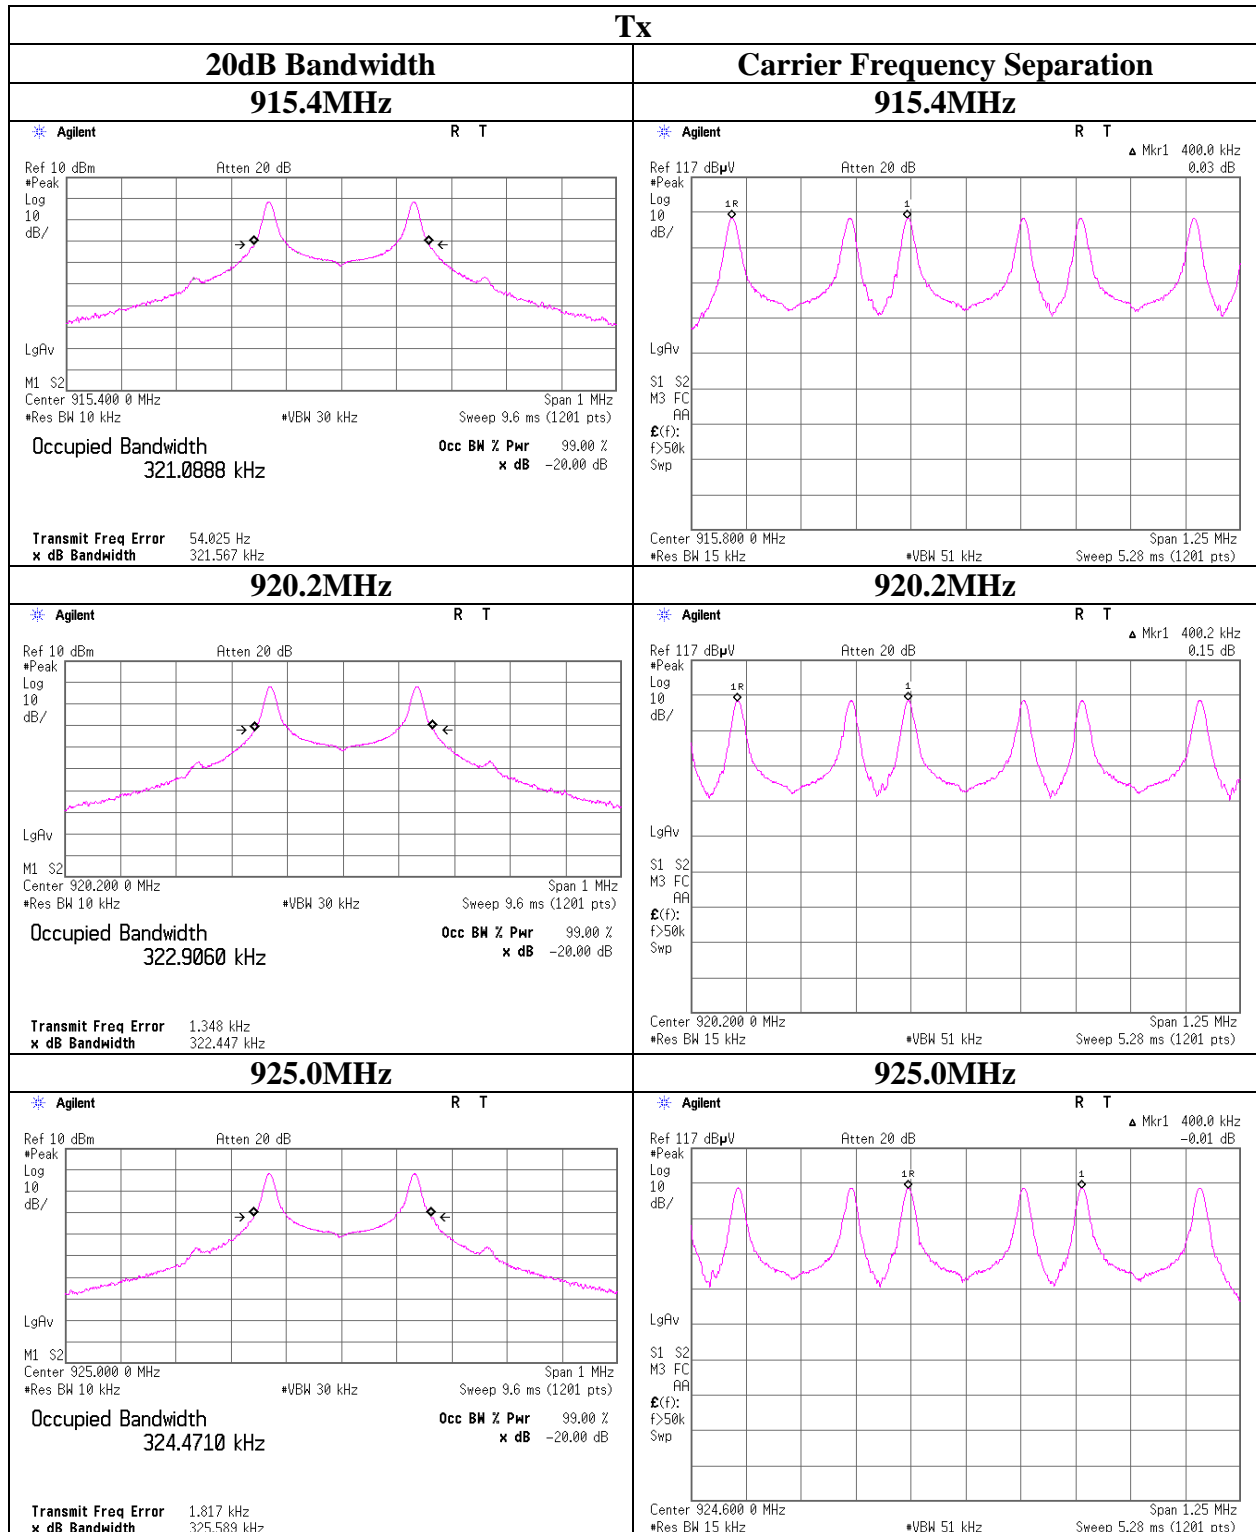 Tx
20dB Bandwidth
Carrier Frequency Separation
915.4MHz
915.4MHz
Agilent
R T
Ref 10 dBm
Atten 20 dB
#Peak
Log
10
dB/
LgAv
M1 S2
Center 915.400 0 MHz
Span 1 MHz
#Res BW 10 kHz
#VBW 30 kHz
Sweep 9.6 ms (1201 pts)
Occupied Bandwidth
321.0888 kHz
Occ BW % Pwr 99.00 %
x dB -20.00 dB
Transmit Freq Error 54.025 Hz
x dB Bandwidth 321.567 kHz
Agilent
R T
Δ Mkr1 400.0 kHz
Ref 117 dBµV
Atten 20 dB
0.03 dB
#Peak
Log
10
dB/
1R
1
LgAv
S1 S2
M3 FC
AA
£(f):
f>50k
Swp
Center 915.800 0 MHz
Span 1.25 MHz
#Res BW 15 kHz
#VBW 51 kHz
Sweep 5.28 ms (1201 pts)
920.2MHz
920.2MHz
Agilent
R T
Ref 10 dBm
Atten 20 dB
#Peak
Log
10
dB/
LgAv
M1 S2
Center 920.200 0 MHz
Span 1 MHz
#Res BW 10 kHz
#VBW 30 kHz
Sweep 9.6 ms (1201 pts)
Occupied Bandwidth
322.9060 kHz
Occ BW % Pwr 99.00 %
x dB -20.00 dB
Transmit Freq Error 1.348 kHz
x dB Bandwidth 322.447 kHz
Agilent
R T
Δ Mkr1 400.2 kHz
Ref 117 dBµV
Atten 20 dB
0.15 dB
#Peak
Log
10
dB/
1R
1
LgAv
S1 S2
M3 FC
AA
£(f):
f>50k
Swp
Center 920.200 0 MHz
Span 1.25 MHz
#Res BW 15 kHz
#VBW 51 kHz
Sweep 5.28 ms (1201 pts)
925.0MHz
925.0MHz
Agilent
R T
Ref 10 dBm
Atten 20 dB
#Peak
Log
10
dB/
LgAv
M1 S2
Center 925.000 0 MHz
Span 1 MHz
#Res BW 10 kHz
#VBW 30 kHz
Sweep 9.6 ms (1201 pts)
Occupied Bandwidth
324.4710 kHz
Occ BW % Pwr 99.00 %
x dB -20.00 dB
Transmit Freq Error 1.817 kHz
x dB Bandwidth 325.589 kHz
Agilent
R T
Δ Mkr1 400.0 kHz
Ref 117 dBµV
Atten 20 dB
-0.01 dB
#Peak
Log
10
dB/
1R
1
LgAv
S1 S2
M3 FC
AA
£(f):
f>50k
Swp
Center 924.600 0 MHz
Span 1.25 MHz
#Res BW 15 kHz
#VBW 51 kHz
Sweep 5.28 ms (1201 pts)